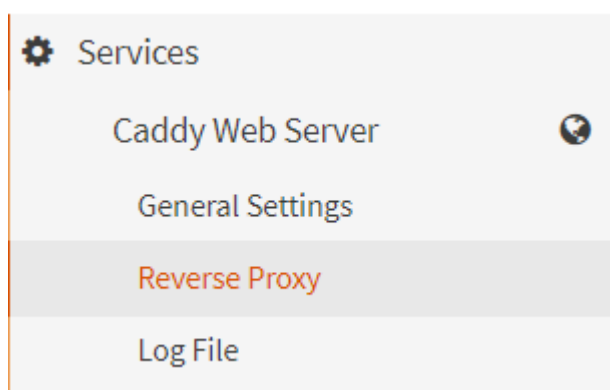 Services
Caddy Web Server
General Settings
Reverse Proxy
Log File